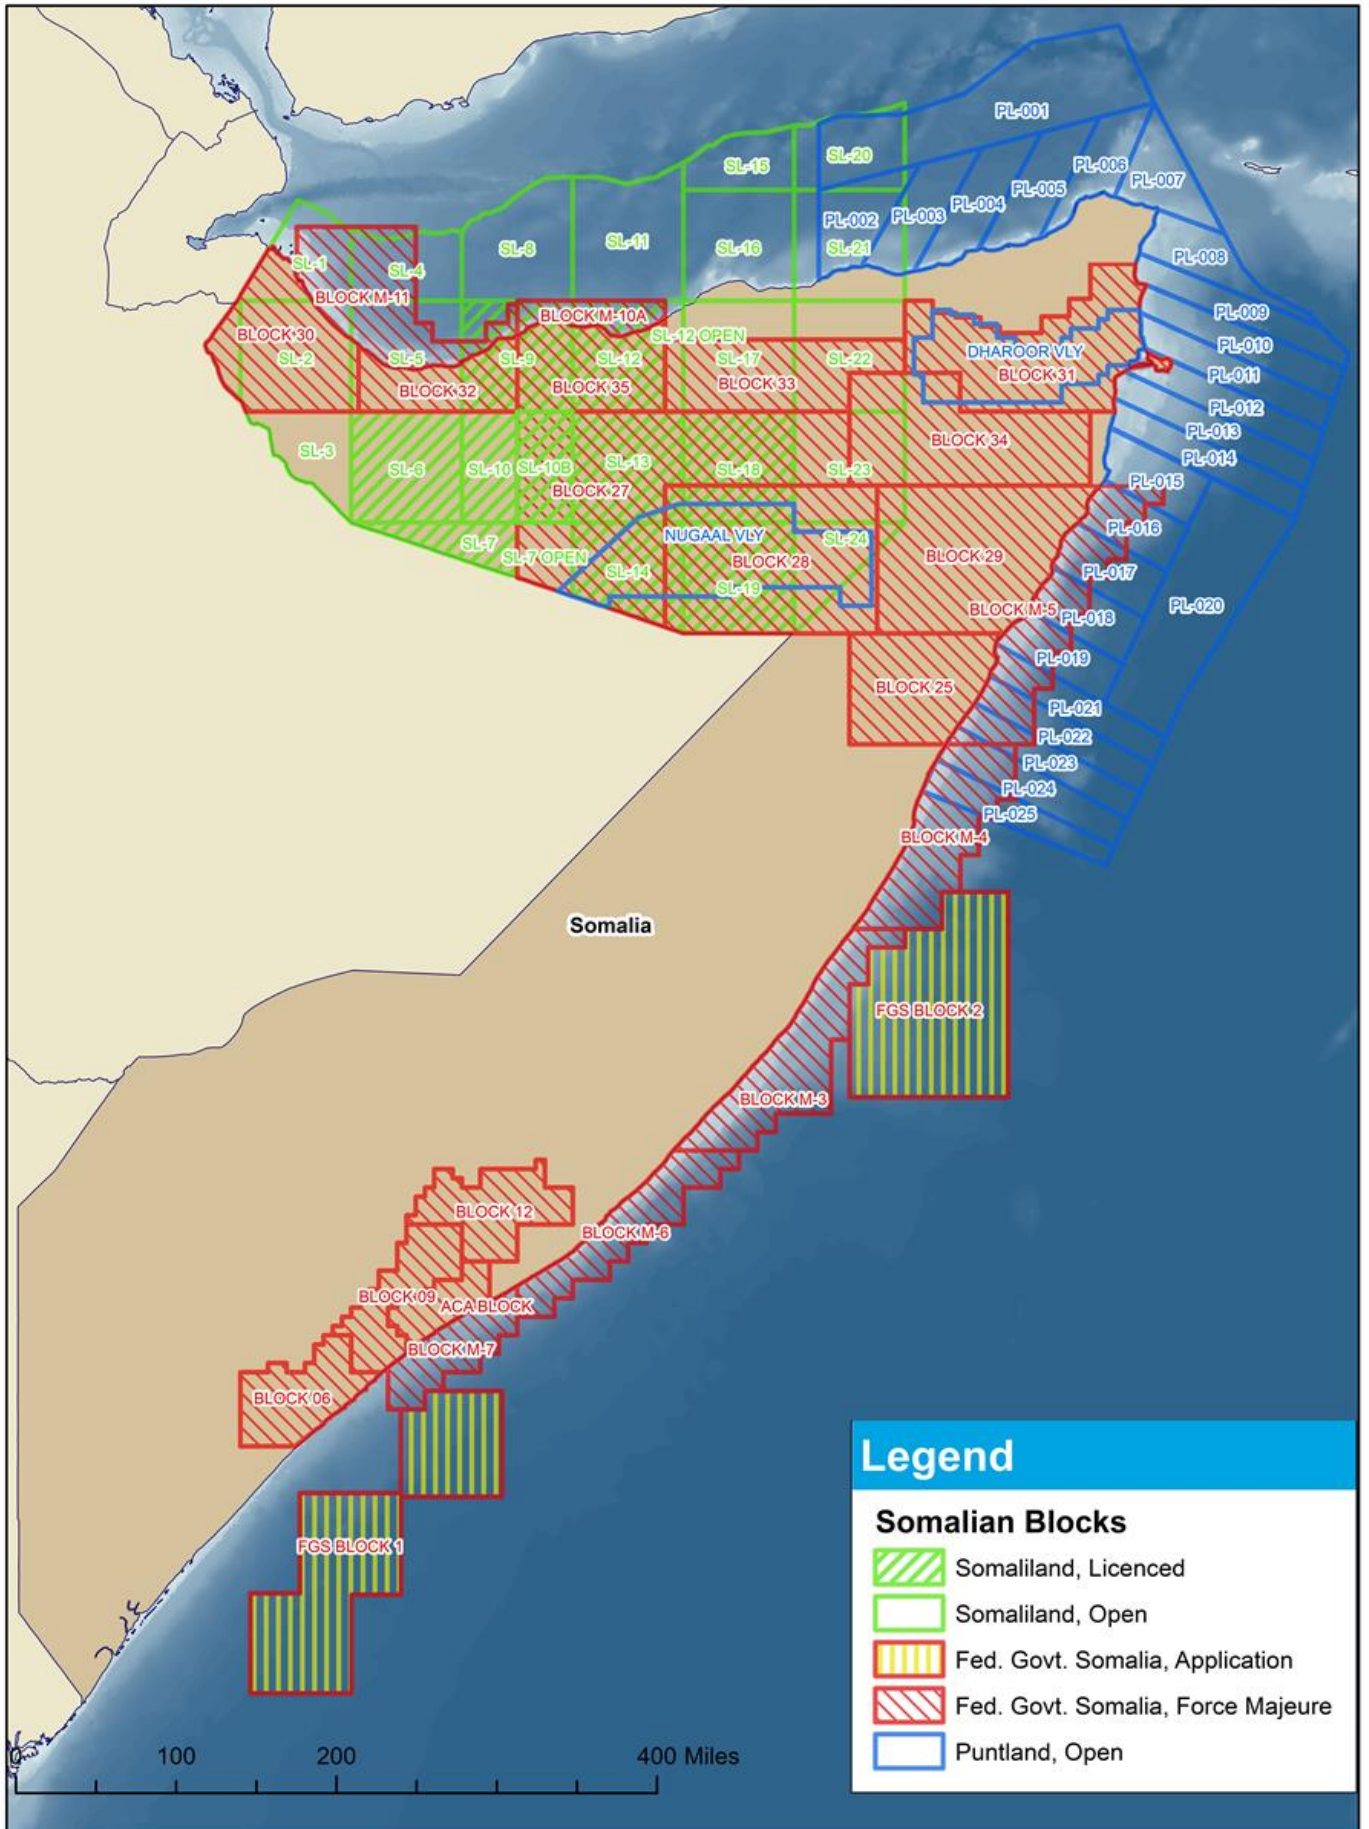 PL-001
SL-15
SL-20
PL-006
PL-007
PL-005
PL-004
PL-003
PL-002
SL-8
SL-11
SL-16
SL-21
PL-008
SL-1
SL-4
BLOCK M-11
BLOCK M-10A
PL-009
BLOCK 30
SL-12 OPEN
PL-010
SL-2
SL-5
SL-9
SL-12
SL-17
SL-22
DHAROOR VLY
BLOCK 31
PL-011
BLOCK 32
BLOCK 35
BLOCK 33
PL-012
PL-013
BLOCK 34
SL-3
PL-014
SL-6
SL-10
SL-10B
SL-13
SL-18
SL-23
PL-015
BLOCK 27
PL-016
NUGAAL VLY
SL-24
SL-7
SL-7 OPEN
BLOCK 28
BLOCK 29
SL-14
PL-017
SL-19
BLOCK M-5
PL-018
PL-020
PL-019
BLOCK 25
PL-021
PL-022
PL-023
PL-024
PL-025
BLOCK M-4
Somalia
FGS BLOCK 2
BLOCK M-3
BLOCK 12
BLOCK M-6
BLOCK 09
ACA BLOCK
BLOCK M-7
BLOCK 06
FGS BLOCK 1
Legend
Somalian Blocks
Somaliland, Licenced
Somaliland, Open
Fed. Govt. Somalia, Application
Fed. Govt. Somalia, Force Majeure
Puntland, Open
0 100 200 400 Miles